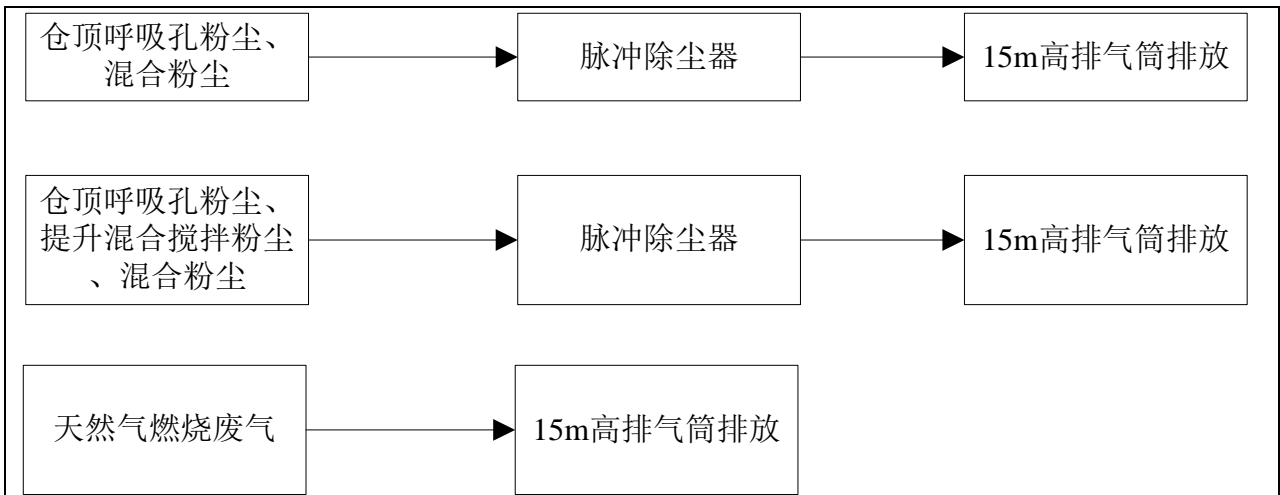 仓顶呼吸孔粉尘、
混合粉尘
脉冲除尘器
15m高排气筒排放
仓顶呼吸孔粉尘、
提升混合搅拌粉尘
、混合粉尘
脉冲除尘器
15m高排气筒排放
天然气燃烧废气
15m高排气筒排放